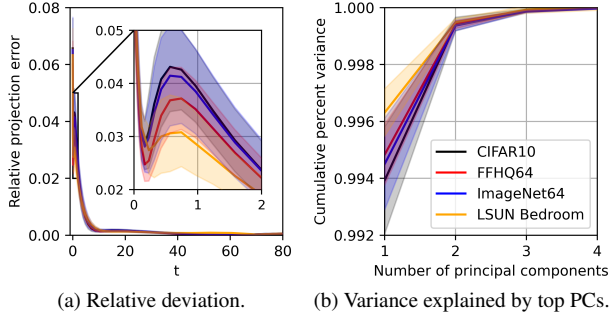 0.08
0.06
0.04
0.02
0.00
Relative projection error
0.05
0.04
0.03
0.02
0
1
2
0
20
40
60
80
t
(a) Relative deviation.
1.000
0.998
0.996
0.994
0.992
Cumulative percent variance
CIFAR10
FFHQ64
ImageNet64
LSUN Bedroom
1
2
3
4
Number of principal components
(b) Variance explained by top PCs.